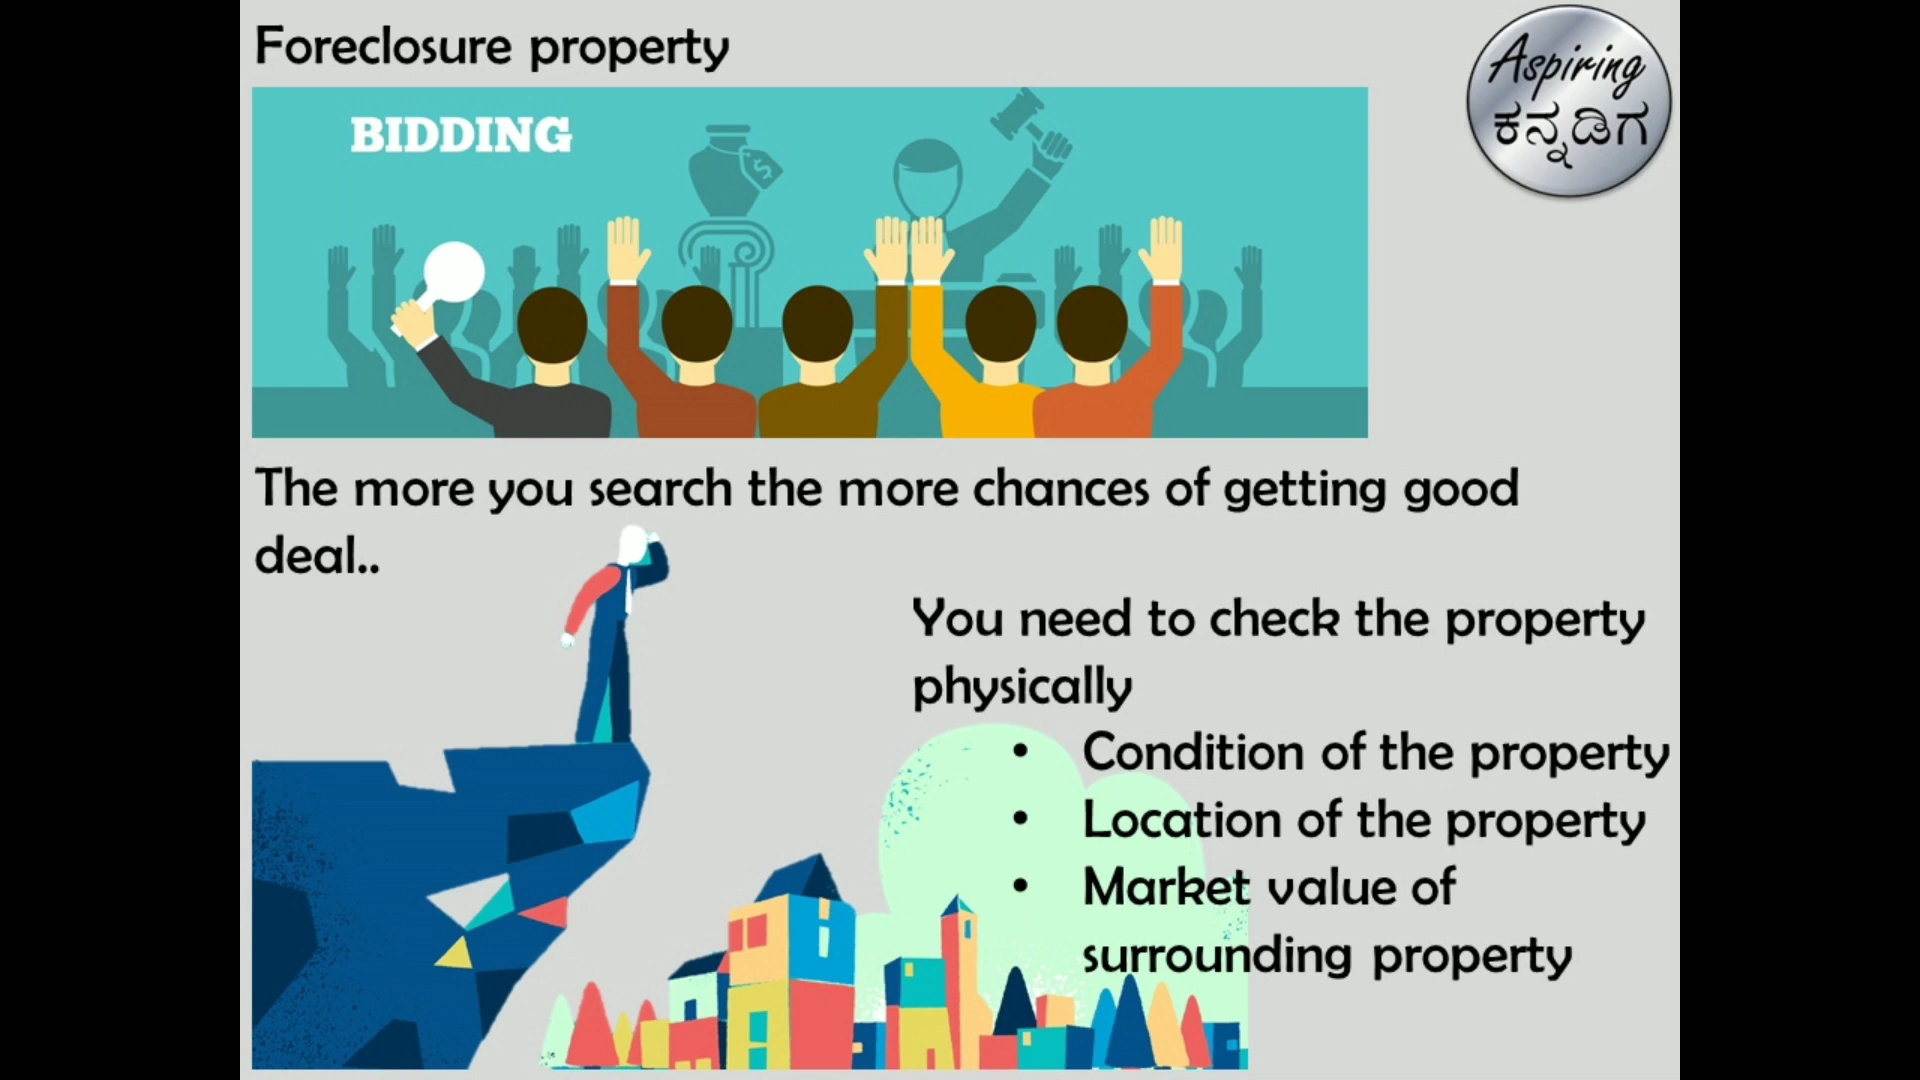 Foreclosure property
Aspiring
ಕನ್ನಡಿಗ
BIDDING
$
The more you search the more chances of getting good
deal..
You need to check the property
physically
• Condition of the property
• Location of the property
• Market value of
surrounding property